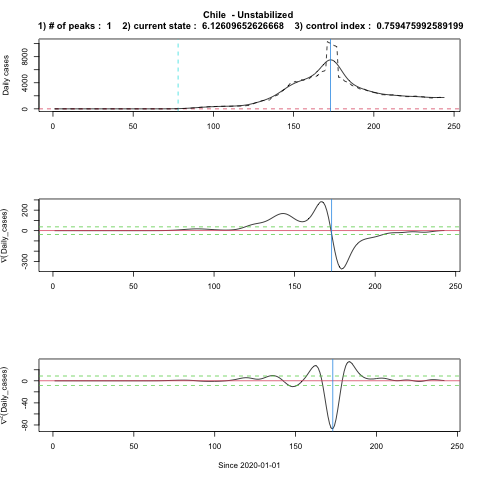 Chile - Unstabilized
1) # of peaks : 1 2) current state : 6.12609652626668 3) control index : 0.759475992589199
Daily cases
0 4000 8000
0 50 100 150 200 250
∇(Daily_cases)
-300 0 200
0 50 100 150 200 250
∇²(Daily_cases)
-80 -40 0
0 50 100 150 200 250
Since 2020-01-01